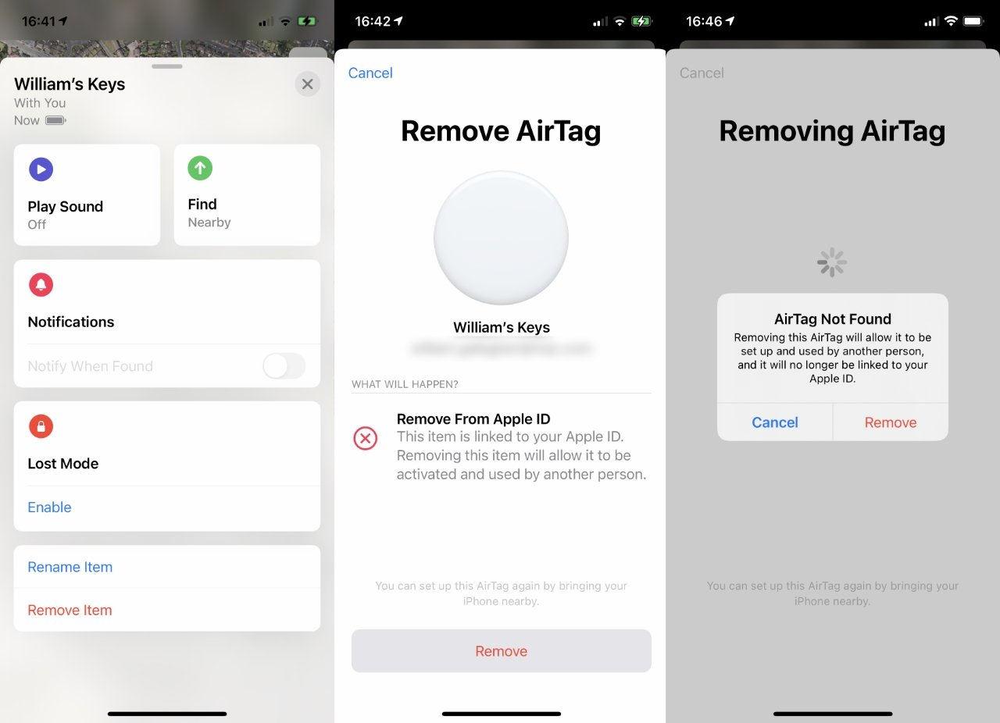 16:41
William's Keys
With You
Now
Play Sound
Off
Find
Nearby
Notifications
Notify When Found
Lost Mode
Enable
Rename Item
Remove Item
16:42
Cancel
Remove AirTag
William's Keys
WHAT WILL HAPPEN?
Remove From Apple ID
This item is linked to your Apple ID.
Removing this item will allow it to be
activated and used by another person.
You can set up this AirTag again by bringing your
iPhone nearby.
Remove
16:46
Cancel
Removing AirTag
AirTag Not Found
Removing this AirTag will allow it to be
set up and used by another person,
and it will no longer be linked to your
Apple ID.
Cancel
Remove
You can set up this AirTag again by bringing your
iPhone nearby.